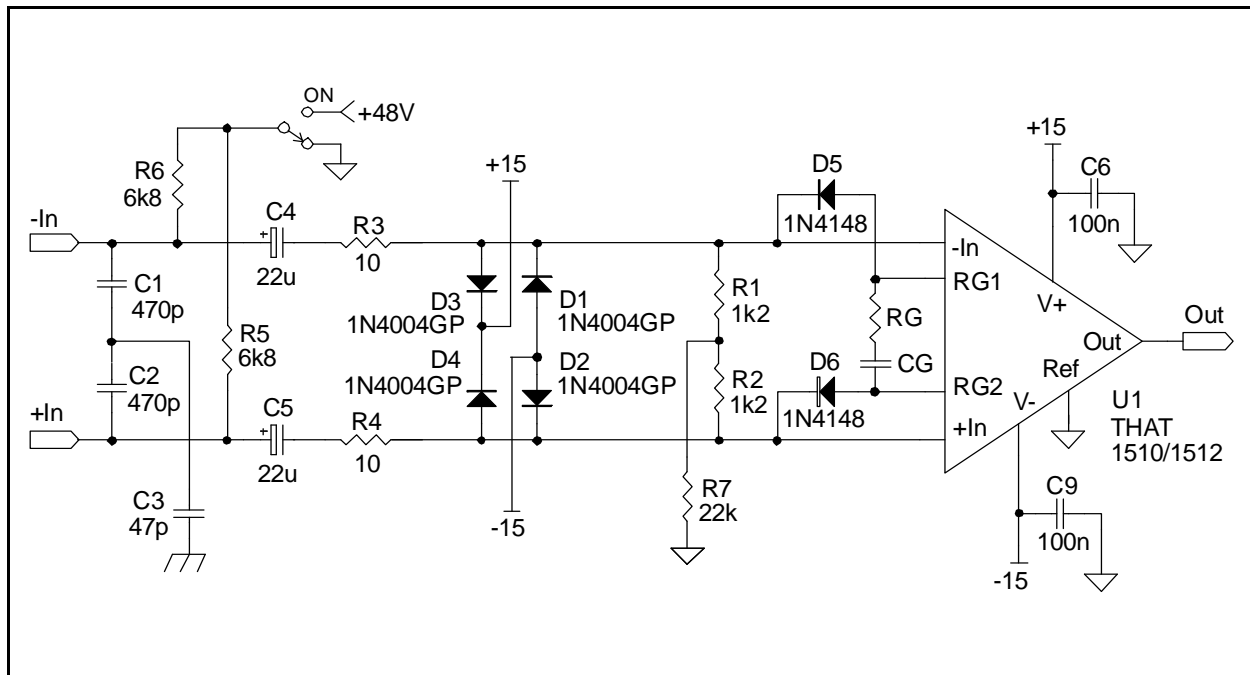 ON
+48V
R6
6k8
-In
C4
+
22u
R3
10
+15
D5
1N4148
+15
C6
100n
-In
RG1
V+
C1
470p
R5
6k8
D3
1N4004GP
D1
1N4004GP
R1
1k2
RG
Out
Out
C2
470p
D4
1N4004GP
D2
1N4004GP
R2
1k2
D6
1N4148
CG
Ref
RG2
V-
+In
+In
C5
+
22u
R4
10
U1
THAT
1510/1512
C3
47p
-15
R7
22k
C9
100n
-15